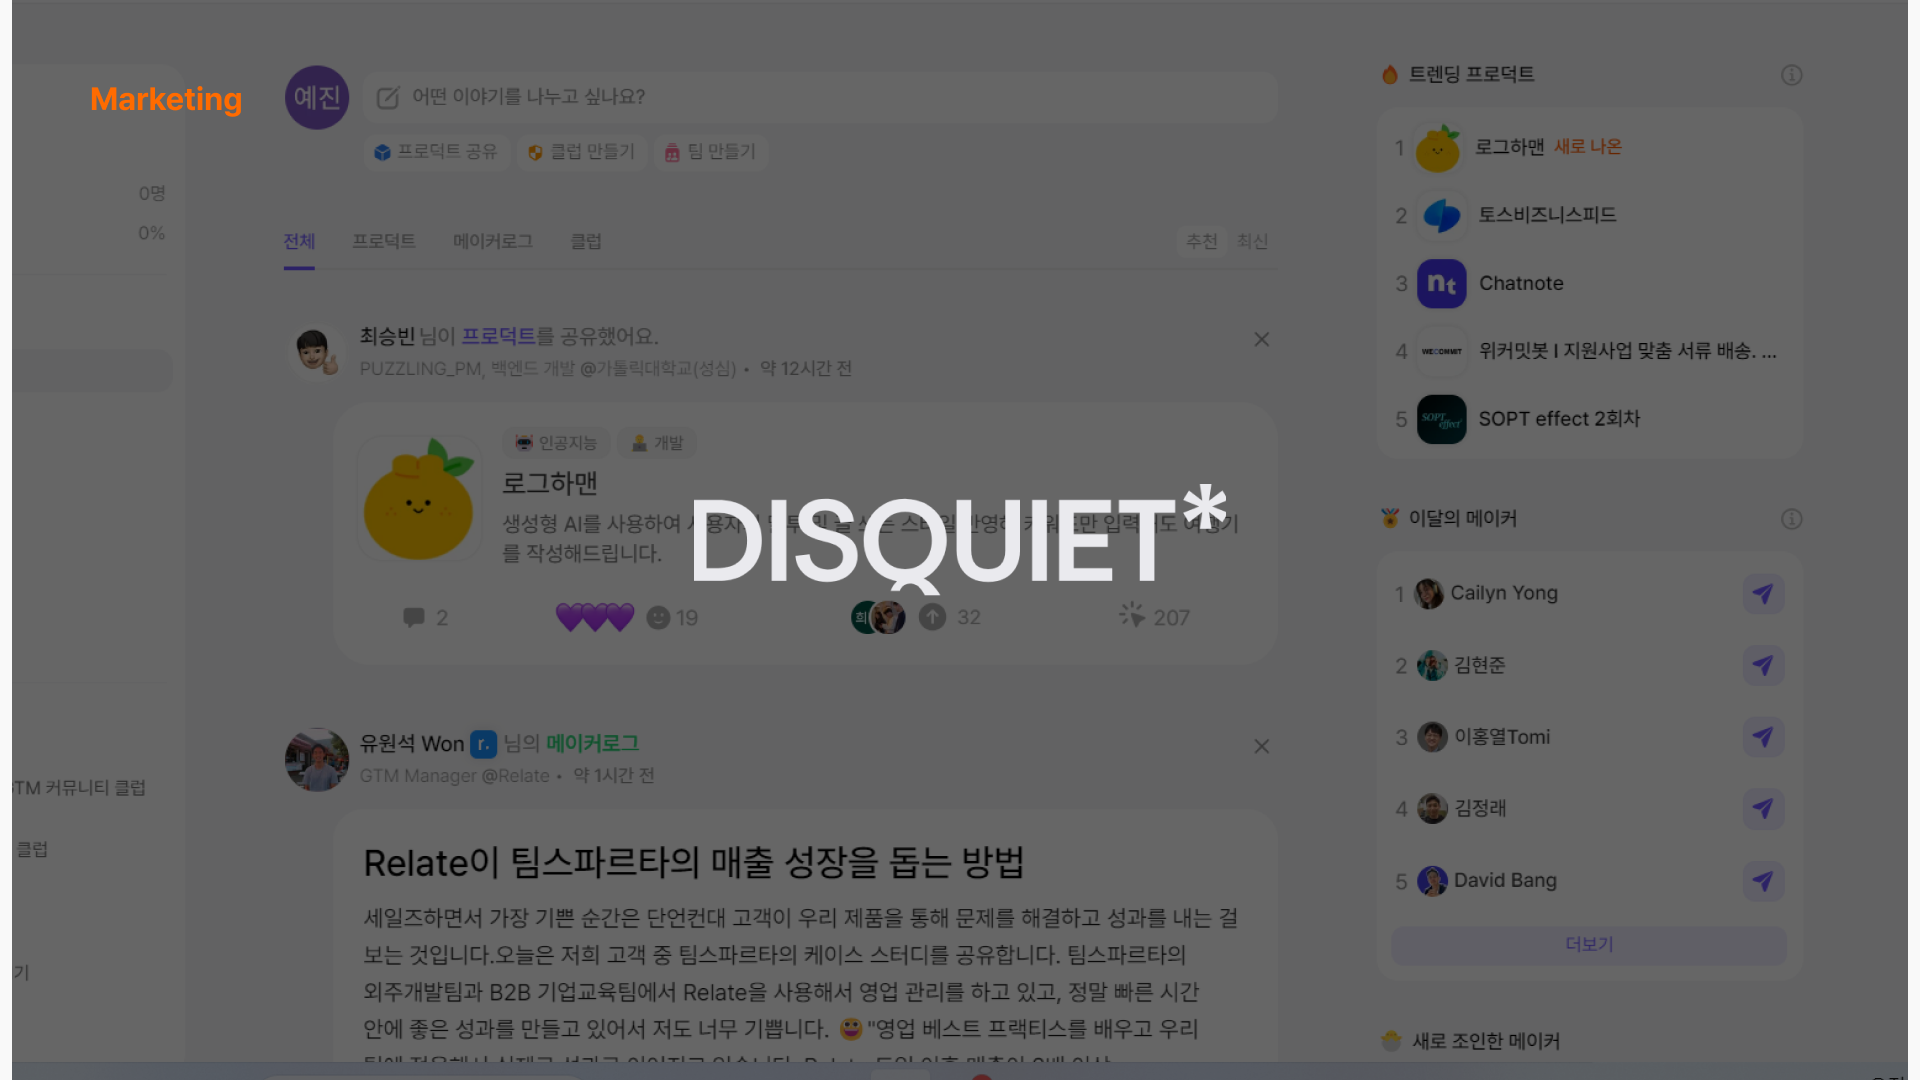 Marketing
예진
어떤 이야기를 나누고 싶나요?
프로덕트 공유
클럽 만들기
팀 만들기
0명
0%
전체
프로덕트
메이커로그
클럽
추천
최신
최승빈 님이 프로덕트를 공유했어요.
PUZZLING_PM, 백엔드 개발 @가톨릭대학교(성심) • 약 12시간 전
인공지능
개발
로그하맨
생성형 AI를 사용하여
를 작성해드립니다.
DISQUIET*
2
19
희
32
207
유원석 Won r. 님의 메이커로그
GTM Manager @Relate • 약 1시간 전
Relate이 팀스파르타의 매출 성장을 돕는 방법
세일즈하면서 가장 기쁜 순간은 단언컨대 고객이 우리 제품을 통해 문제를 해결하고 성과를 내는 걸
보는 것입니다.오늘은 저희 고객 중 팀스파르타의 케이스 스터디를 공유합니다. 팀스파르타의
외주개발팀과 B2B 기업교육팀에서 Relate을 사용해서 영업 관리를 하고 있고, 정말 빠른 시간
안에 좋은 성과를 만들고 있어서 저도 너무 기쁩니다. 😀 "영업 베스트 프랙티스를 배우고 우리
TM 커뮤니티 클럽
클럽
기
트렌딩 프로덕트
1 로그하맨 새로 나온
2 토스비즈니스피드
3 nt Chatnote
4 WECOMMIT 위커밋봇 I 지원사업 맞춤 서류 배송. ...
5 SOPT effect SOPT effect 2회차
이달의 메이커
1 Cailyn Yong
2 김현준
3 이홍열Tomi
4 김정래
5 David Bang
더보기
새로 조인한 메이커